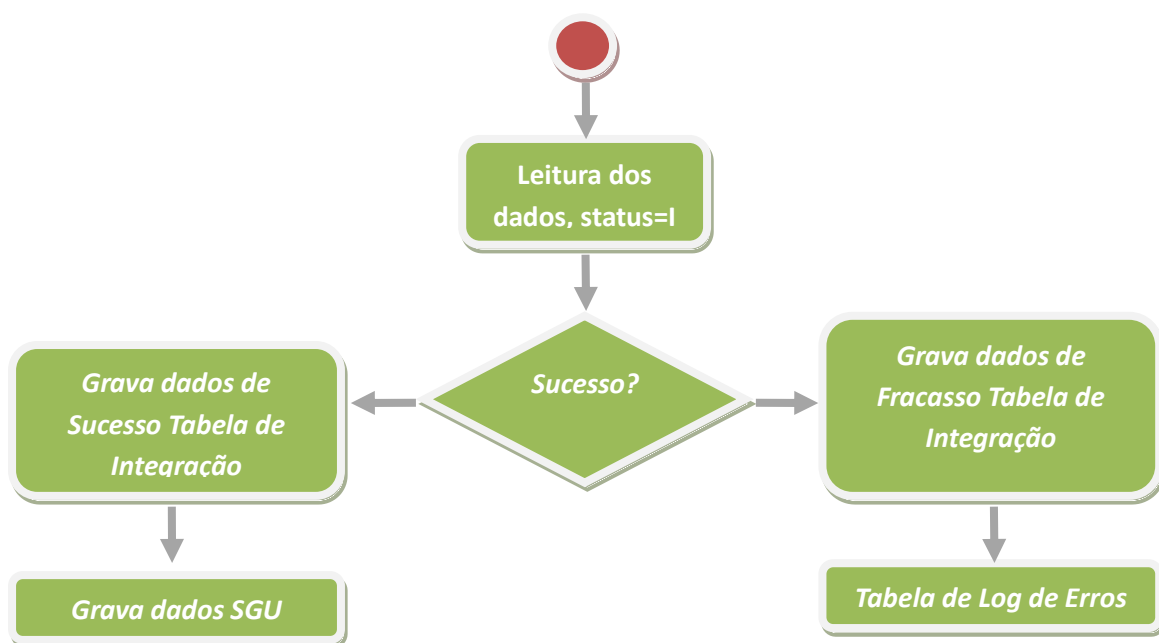 Leitura dos
dados, status=I
Sucesso?
Grava dados de
Sucesso Tabela de
Integração
Grava dados de
Fracasso Tabela de
Integração
Grava dados SGU
Tabela de Log de Erros